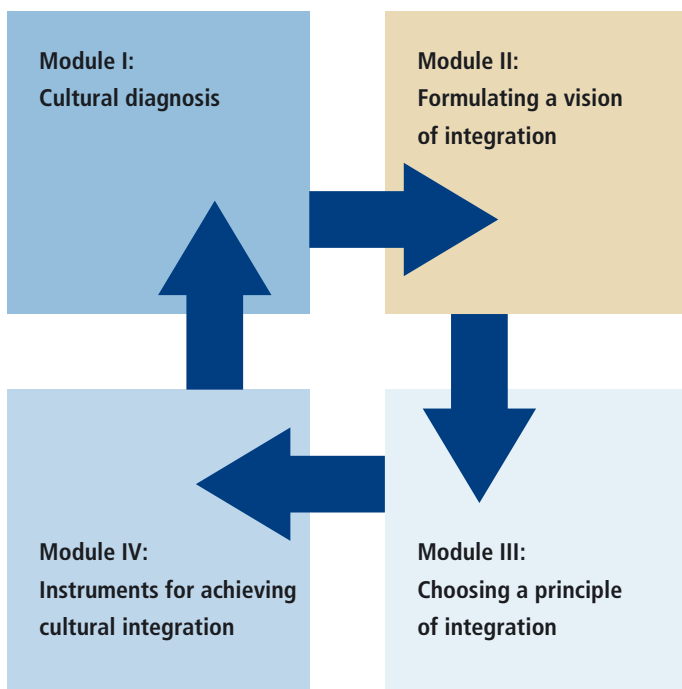 Module I:
Cultural diagnosis
Module II:
Formulating a vision
of integration
Module IV:
Instruments for achieving
cultural integration
Module III:
Choosing a principle
of integration